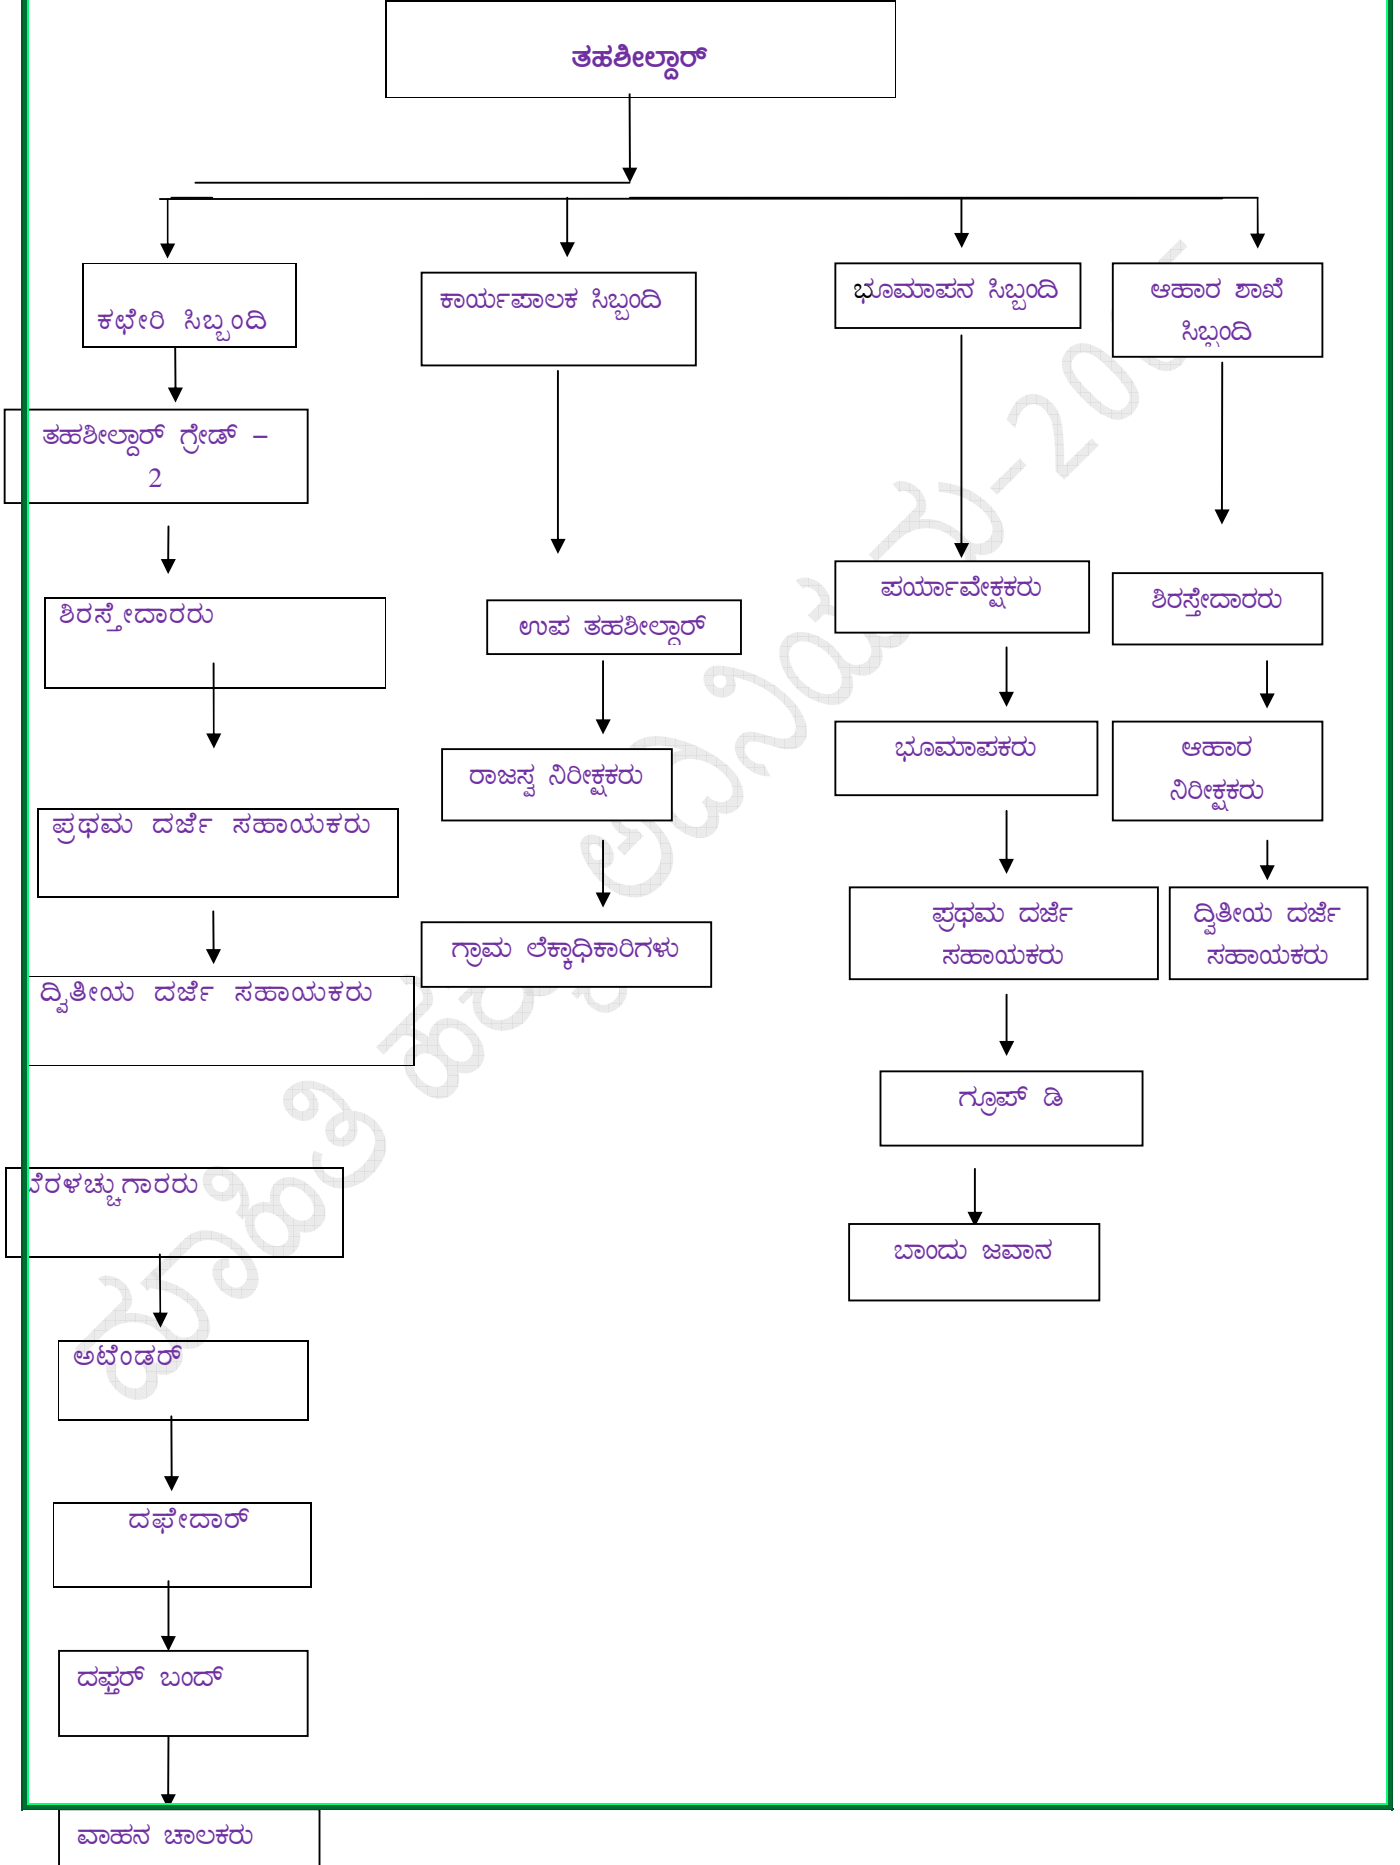 ತಹಶೀಲ್ದಾರ್
ಕಛೇರಿ ಸಿಬ್ಬಂದಿ
ಕಾರ್ಯಪಾಲಕ ಸಿಬ್ಬಂದಿ
ಭೂಮಾಪನ ಸಿಬ್ಬಂದಿ
ಆಹಾರ ಶಾಖೆ
ಸಿಬ್ಬಂದಿ
ತಹಶೀಲ್ದಾರ್ ಗ್ರೇಡ್ –
2
ಶಿರಸ್ತೇದಾರರು
ಉಪ ತಹಶೀಲ್ದಾರ್
ಪರ್ಯಾವೇಕ್ಷಕರು
ಶಿರಸ್ತೇದಾರರು
ರಾಜಸ್ವ ನಿರೀಕ್ಷಕರು
ಭೂಮಾಪಕರು
ಆಹಾರ
ನಿರೀಕ್ಷಕರು
ಪ್ರಥಮ ದರ್ಜೆ ಸಹಾಯಕರು
ಗ್ರಾಮ ಲೆಕ್ಕಾಧಿಕಾರಿಗಳು
ಪ್ರಥಮ ದರ್ಜೆ
ಸಹಾಯಕರು
ದ್ವಿತೀಯ ದರ್ಜೆ
ಸಹಾಯಕರು
ದ್ವಿತೀಯ ದರ್ಜೆ ಸಹಾಯಕರು
ಗ್ರೂಪ್ ಡಿ
ಬೆರಳಚ್ಚುಗಾರರು
ಬಾಂದು ಜವಾನ
ಅಟೆಂಡರ್
ದಫೇದಾರ್
ದಫ್ತರ್ ಬಂದ್
ವಾಹನ ಚಾಲಕರು